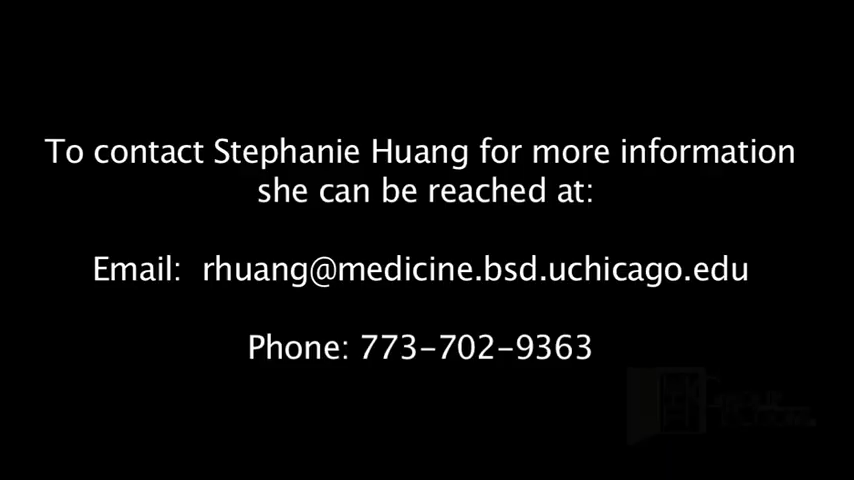 To contact Stephanie Huang for more information
she can be reached at:
Email: rhuang@medicine.bsd.uchicago.edu
Phone: 773-702-9363